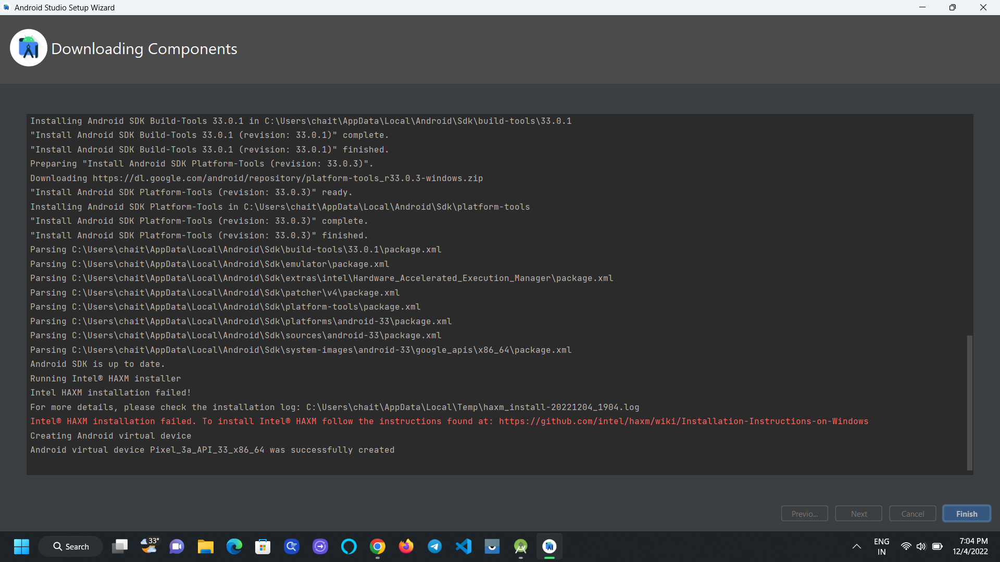 Android Studio Setup Wizard
Downloading Components
Installing Android SDK Build-Tools 33.0.1 in C:\Users\chait\AppData\Local\Android\Sdk\build-tools\33.0.1
"Install Android SDK Build-Tools 33.0.1 (revision: 33.0.1)" complete.
"Install Android SDK Build-Tools 33.0.1 (revision: 33.0.1)" finished.
Preparing "Install Android SDK Platform-Tools (revision: 33.0.3)".
Downloading https://dl.google.com/android/repository/platform-tools_r33.0.3-windows.zip
"Install Android SDK Platform-Tools (revision: 33.0.3)" ready.
Installing Android SDK Platform-Tools in C:\Users\chait\AppData\Local\Android\Sdk\platform-tools
"Install Android SDK Platform-Tools (revision: 33.0.3)" complete.
"Install Android SDK Platform-Tools (revision: 33.0.3)" finished.
Parsing C:\Users\chait\AppData\Local\Android\Sdk\build-tools\33.0.1\package.xml
Parsing C:\Users\chait\AppData\Local\Android\Sdk\emulator\package.xml
Parsing C:\Users\chait\AppData\Local\Android\Sdk\extras\intel\Hardware_Accelerated_Execution_Manager\package.xml
Parsing C:\Users\chait\AppData\Local\Android\Sdk\patcher\v4\package.xml
Parsing C:\Users\chait\AppData\Local\Android\Sdk\platform-tools\package.xml
Parsing C:\Users\chait\AppData\Local\Android\Sdk\platforms\android-33\package.xml
Parsing C:\Users\chait\AppData\Local\Android\Sdk\sources\android-33\package.xml
Parsing C:\Users\chait\AppData\Local\Android\Sdk\system-images\android-33\google_apis\x86_64\package.xml
Android SDK is up to date.
Running Intel® HAXM installer
Intel HAXM installation failed!
For more details, please check the installation log: C:\Users\chait\AppData\Local\Temp\haxm_install-20221204_1904.log
Intel® HAXM installation failed. To install Intel® HAXM follow the instructions found at: https://github.com/intel/haxm/wiki/Installation-Instructions-on-Windows
Creating Android virtual device
Android virtual device Pixel_3a_API_33_x86_64 was successfully created
Previo... Next Cancel Finish
Search 33° ENG IN 7:04 PM
12/4/2022